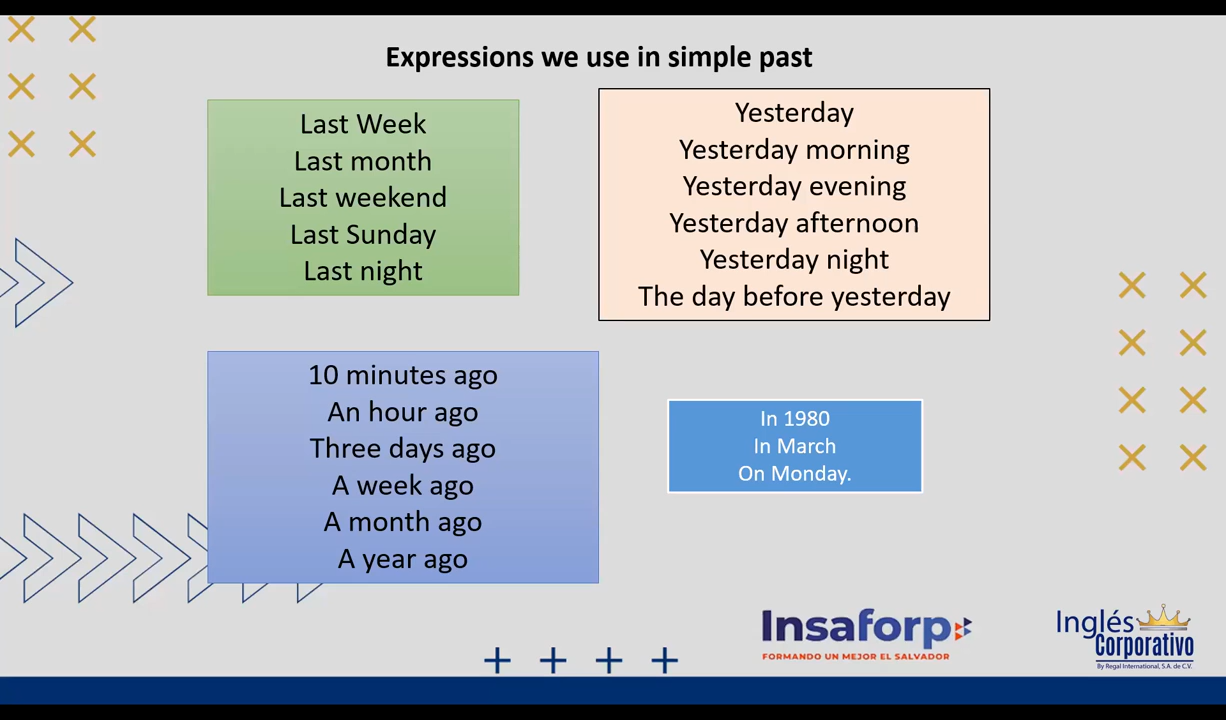 Expressions we use in simple past
Last Week
Last month
Last weekend
Last Sunday
Last night
Yesterday
Yesterday morning
Yesterday evening
Yesterday afternoon
Yesterday night
The day before yesterday
10 minutes ago
An hour ago
Three days ago
A week ago
A month ago
A year ago
In 1980
In March
On Monday.
Insaforp
FORMANDO UN MEJOR EL SALVADOR
Inglés
Corporativo
By Regal International, S.A. de C.V.